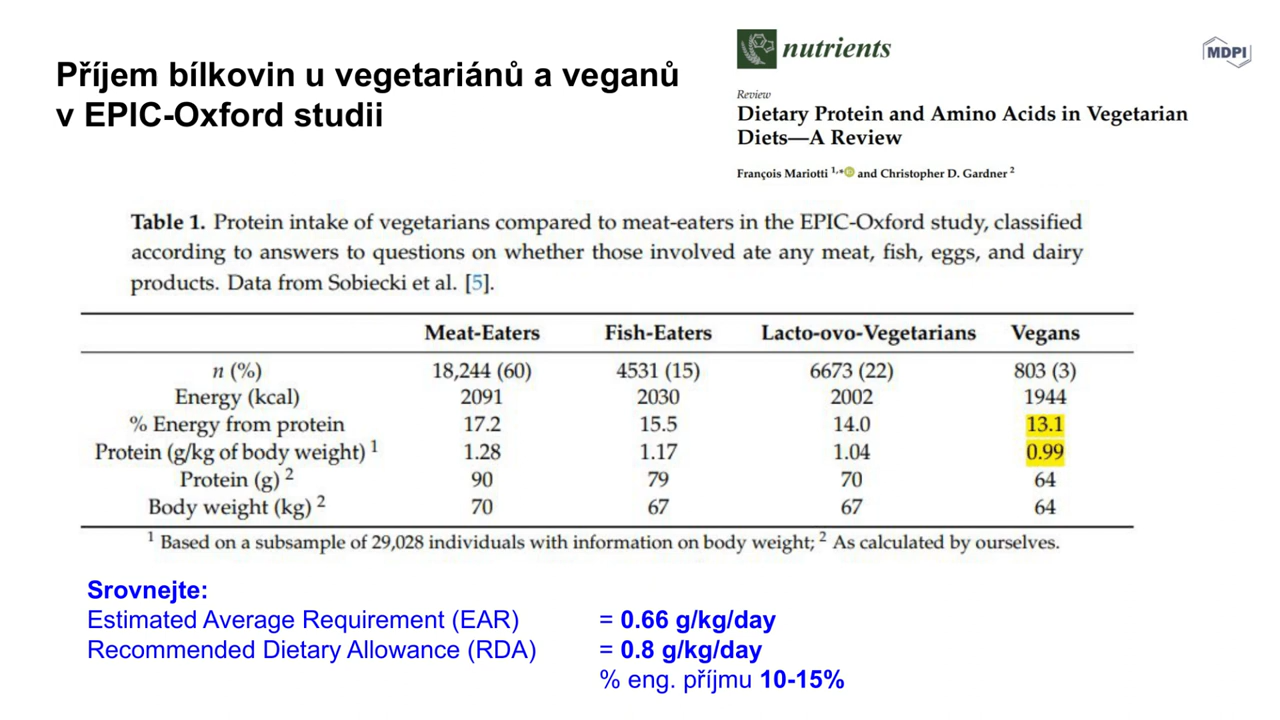 Příjem bílkovin u vegetariánů a veganů
v EPIC-Oxford studii
nutrients
MDPI
Review
Dietary Protein and Amino Acids in Vegetarian
Diets—A Review
François Mariotti 1,* and Christopher D. Gardner 2
Table 1. Protein intake of vegetarians compared to meat-eaters in the EPIC-Oxford study, classified
according to answers to questions on whether those involved ate any meat, fish, eggs, and dairy
products. Data from Sobiecki et al. [5].
Meat-Eaters Fish-Eaters Lacto-ovo-Vegetarians Vegans
n (%) 18,244 (60) 4531 (15) 6673 (22) 803 (3)
Energy (kcal) 2091 2030 2002 1944
% Energy from protein 17.2 15.5 14.0 13.1
Protein (g/kg of body weight) 1 1.28 1.17 1.04 0.99
Protein (g) 2 90 79 70 64
Body weight (kg) 2 70 67 67 64
1 Based on a subsample of 29,028 individuals with information on body weight; 2 As calculated by ourselves.
Srovnejte:
Estimated Average Requirement (EAR) = 0.66 g/kg/day
Recommended Dietary Allowance (RDA) = 0.8 g/kg/day
% eng. příjmu 10-15%